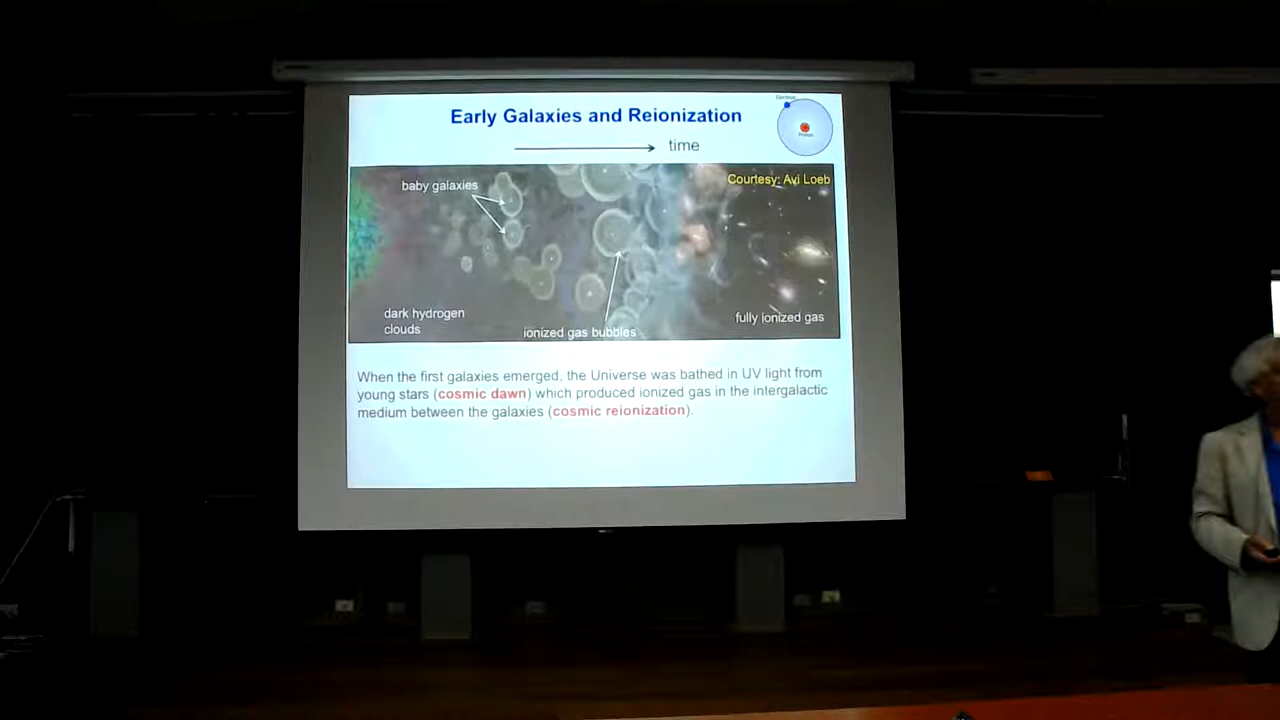 Early Galaxies and Reionization
Electron
Proton
time
baby galaxies
Courtesy: Avi Loeb
dark hydrogen
clouds
ionized gas bubbles
fully ionized gas
When the first galaxies emerged, the Universe was bathed in UV light from
young stars (cosmic dawn) which produced ionized gas in the intergalactic
medium between the galaxies (cosmic reionization).